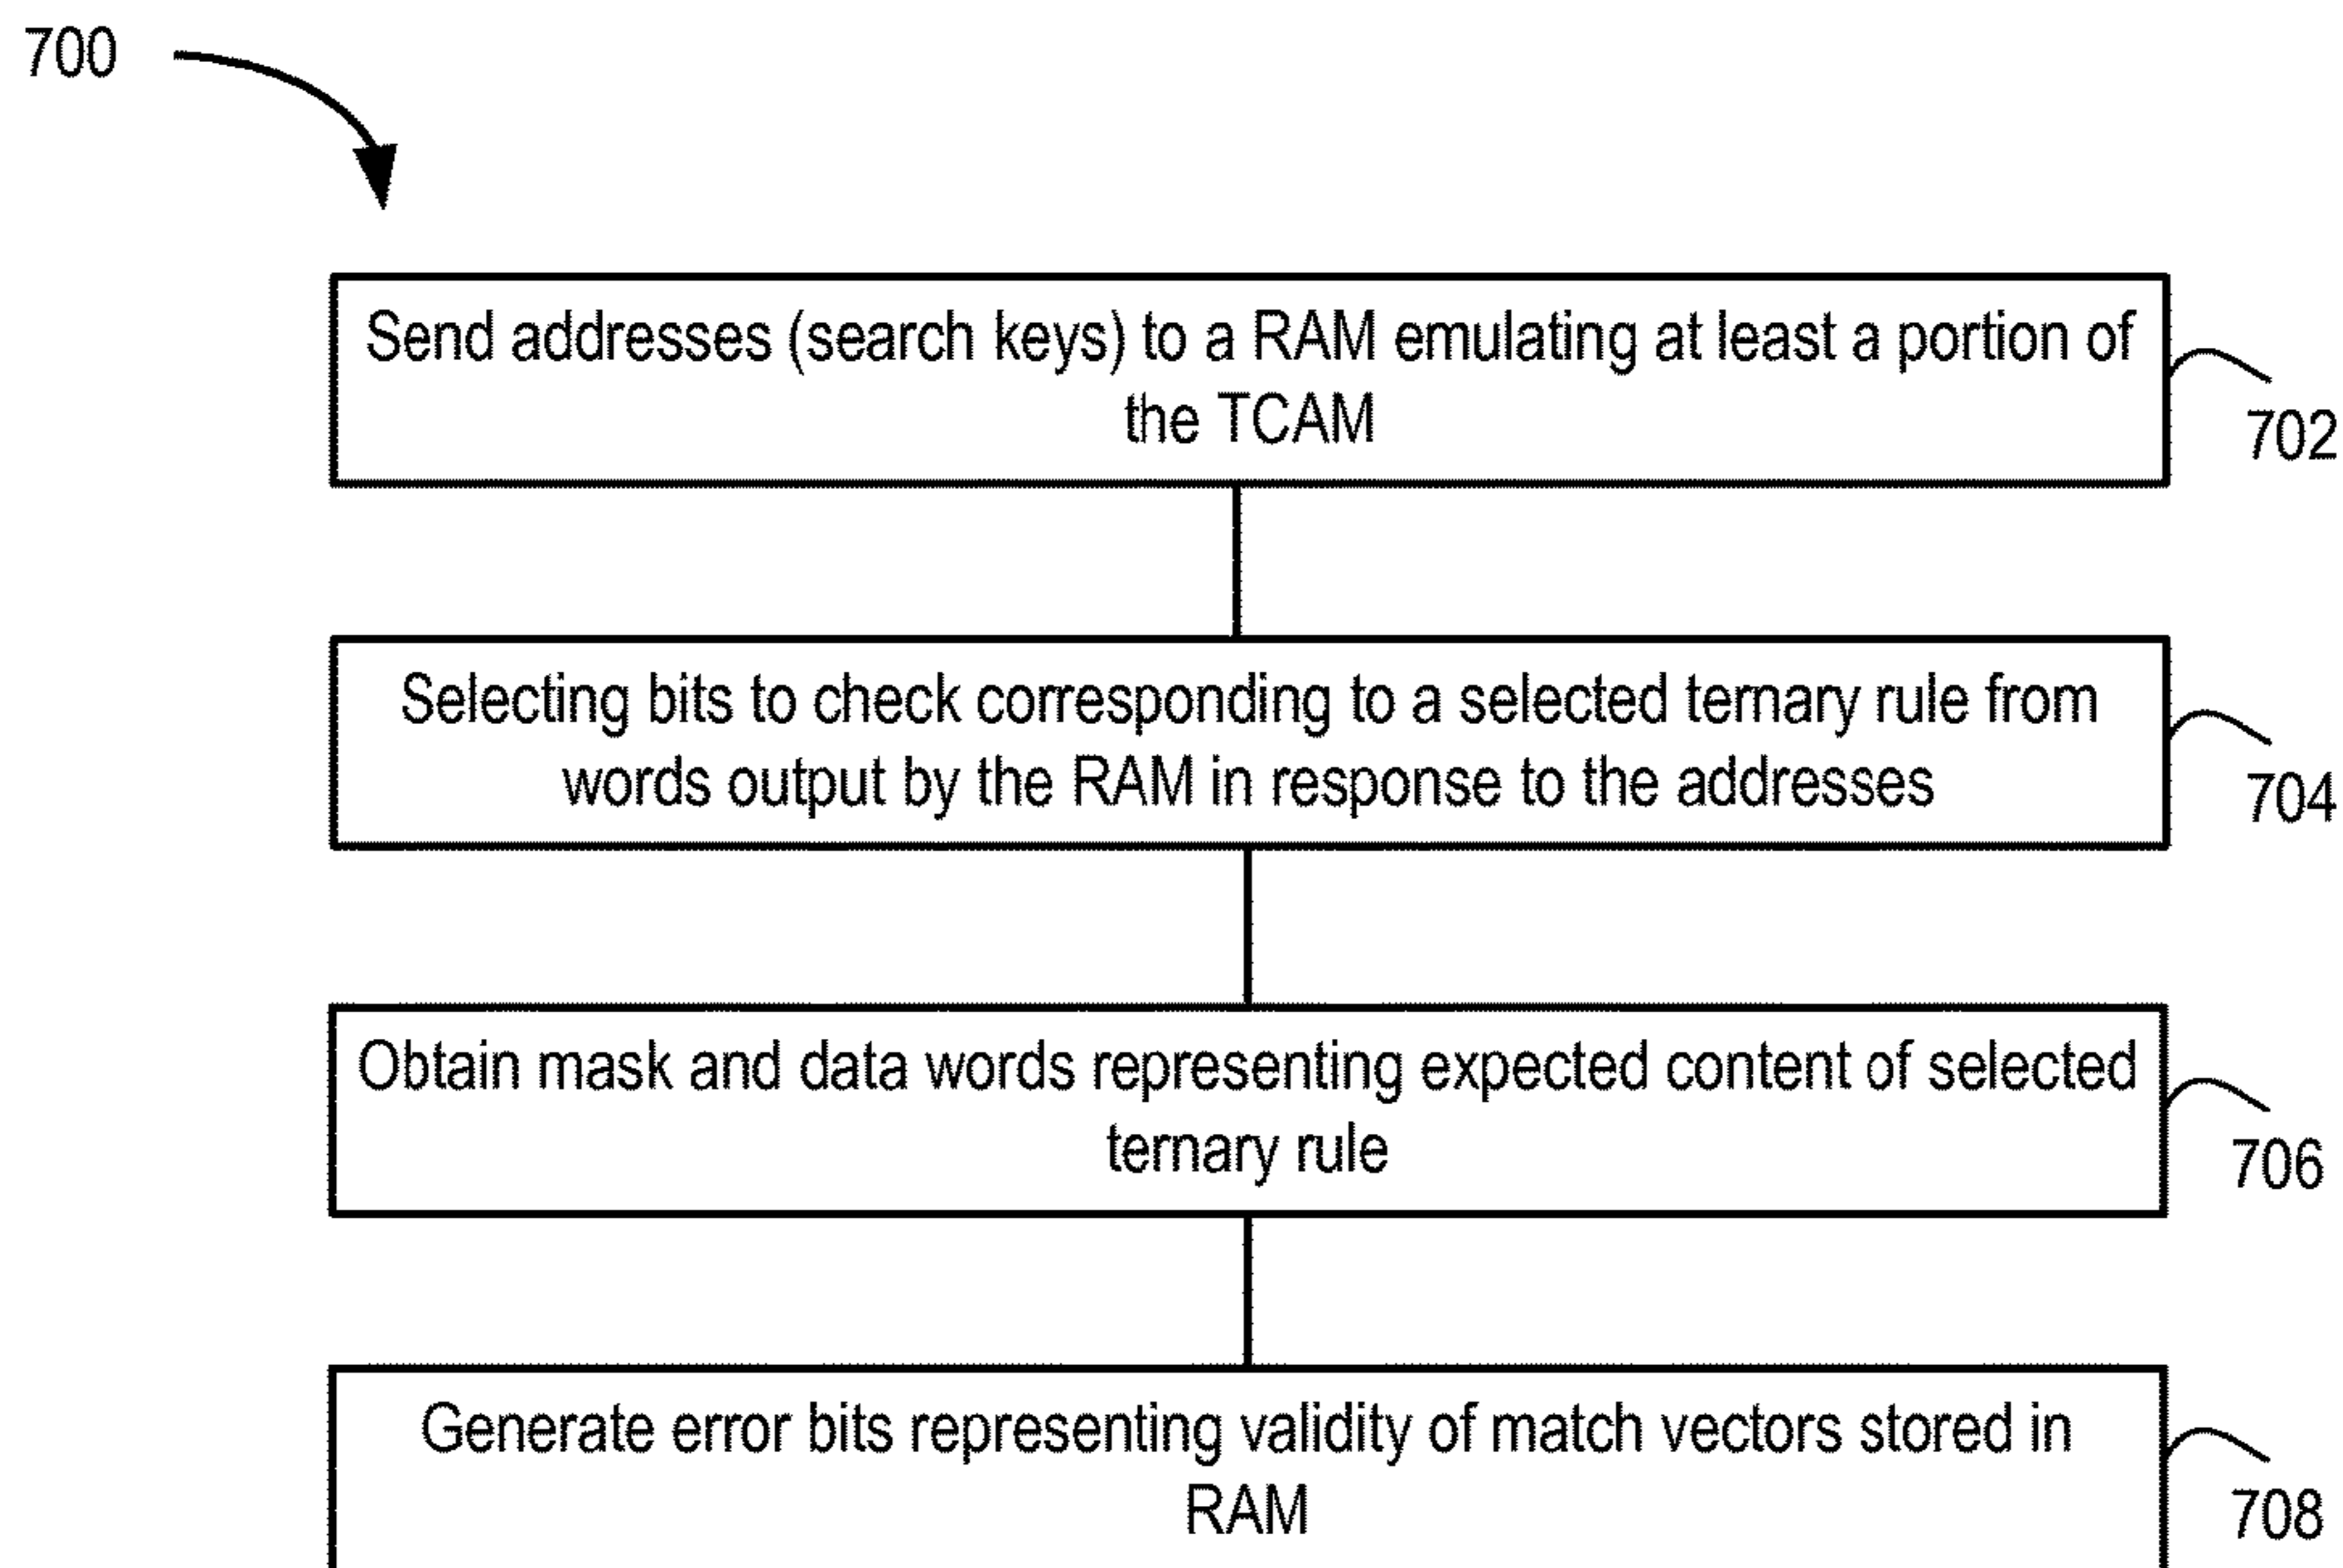 700
Send addresses (search keys) to a RAM emulating at least a portion of
the TCAM
702
Selecting bits to check corresponding to a selected ternary rule from
words output by the RAM in response to the addresses
704
Obtain mask and data words representing expected content of selected
ternary rule
706
Generate error bits representing validity of match vectors stored in
RAM
708